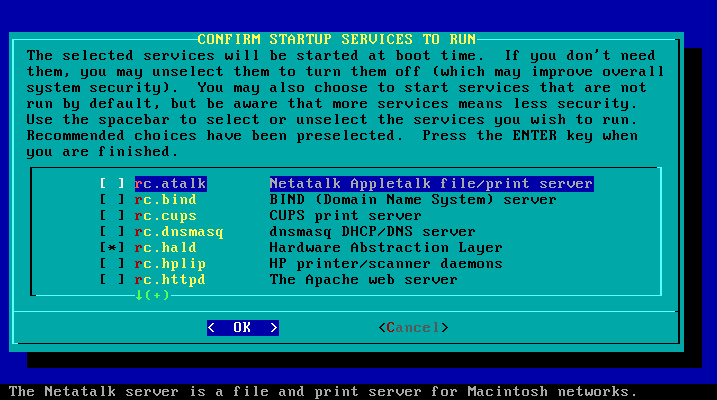 CONFIRM STARTUP SERVICES TO RUN
The selected services will be started at boot time.  If you don't need
them, you may unselect them to turn them off (which may improve overall
system security).  You may also choose to start services that are not
run by default, but be aware that more services means less security.
Use the spacebar to select or unselect the services you wish to run.
Recommended choices have been preselected.  Press the ENTER key when
you are finished.
[ ] rc.atalk Netatalk Appletalk file/print server
[ ] rc.bind BIND (Domain Name System) server
[ ] rc.cups CUPS print server
[ ] rc.dnsmasq dnsmasq DHCP/DNS server
[*] rc.hald Hardware Abstraction Layer
[ ] rc.hplip HP printer/scanner daemons
[ ] rc.httpd The Apache web server
↓(+)
< OK > <Cancel>
The Netatalk server is a file and print server for Macintosh networks.